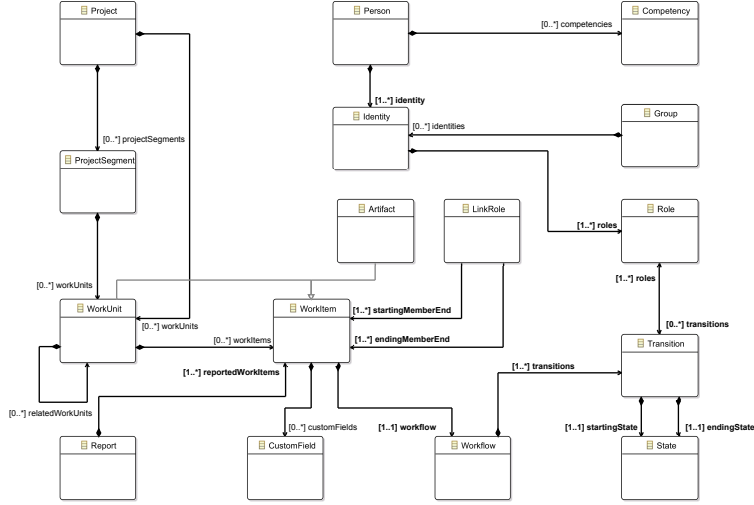 Project
Person
Competency
[0..*] competencies
[1..*] identity
Identity
Group
[0..*] identities
[0..*] projectSegments
ProjectSegment
Artifact
LinkRole
Role
[1..*] roles
[1..*] roles
[0..*] workUnits
WorkUnit
WorkItem
[1..*] startingMemberEnd
[0..*] workUnits
[0..*] transitions
[0..*] workItems
[1..*] endingMemberEnd
Transition
[1..*] reportedWorkItems
[1..*] transitions
[0..*] relatedWorkUnits
[0..*] customFields
[1..1] workflow
[1..1] startingState
[1..1] endingState
Report
CustomField
Workflow
State